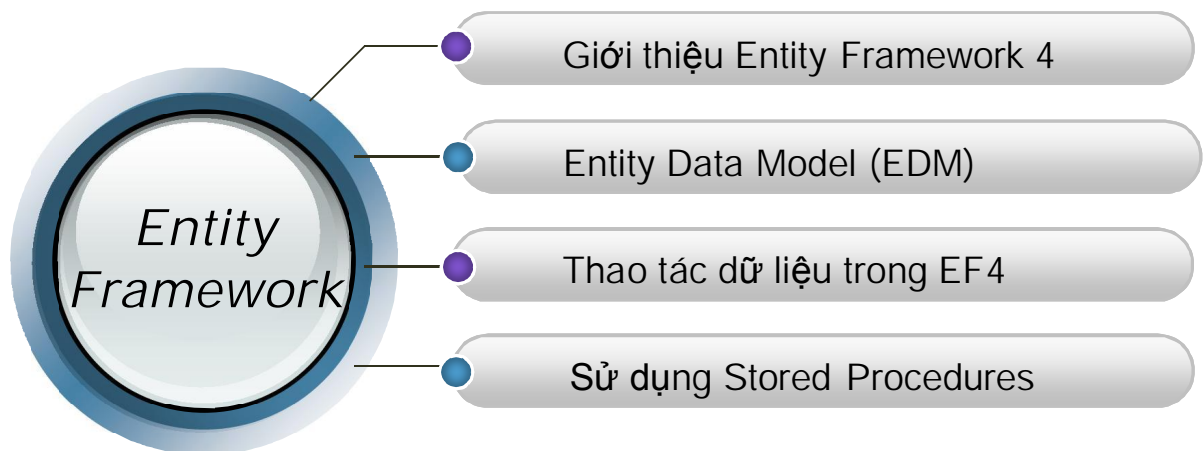 Entity
Framework
Giới thiệu Entity Framework 4
Entity Data Model (EDM)
Thao tác dữ liệu trong EF4
Sử dụng Stored Procedures